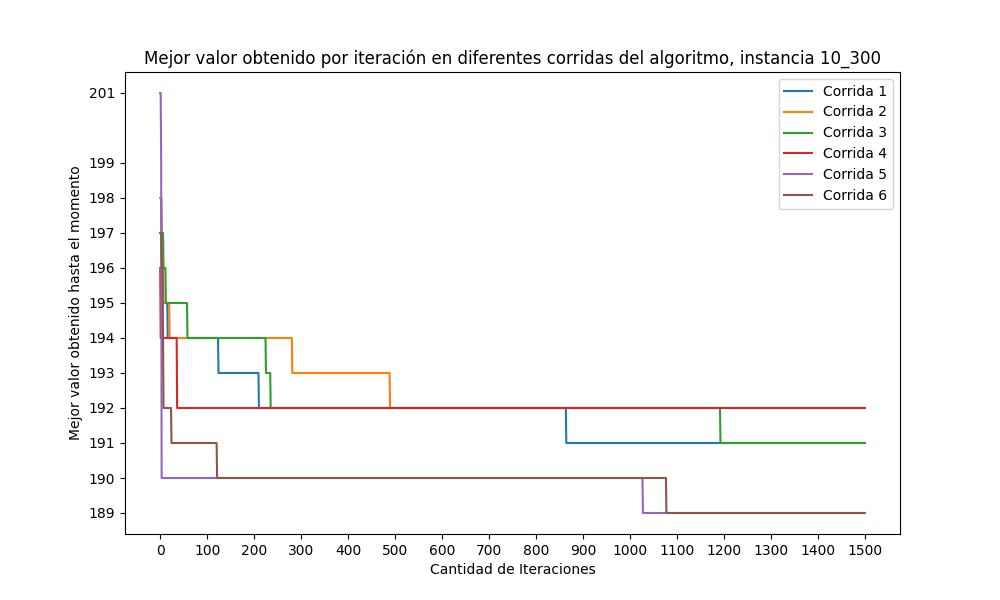 Mejor valor obtenido por iteración en diferentes corridas del algoritmo, instancia 10_300
Mejor valor obtenido hasta el momento
201
199
198
197
196
195
194
193
192
191
190
189
Corrida 1
Corrida 2
Corrida 3
Corrida 4
Corrida 5
Corrida 6
0 100 200 300 400 500 600 700 800 900 1000 1100 1200 1300 1400 1500
Cantidad de Iteraciones